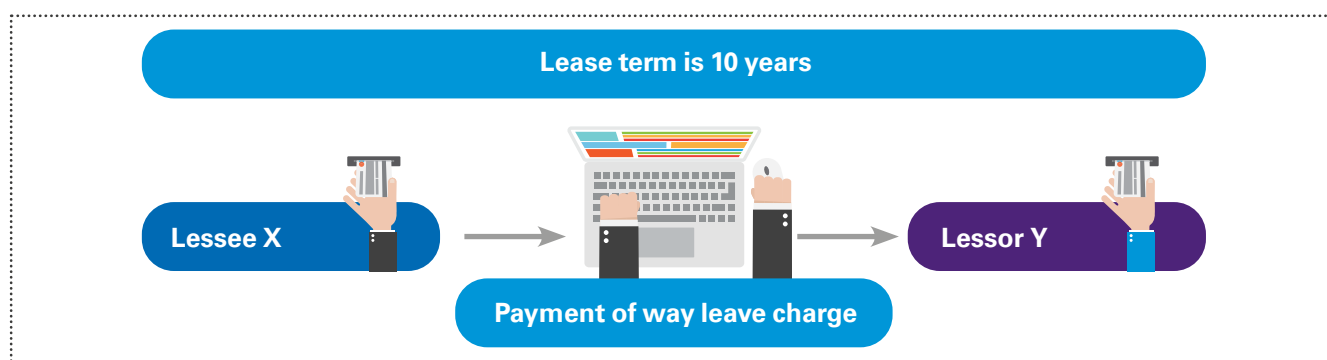 Lease term is 10 years
Lessee X
Lessor Y
Payment of way leave charge